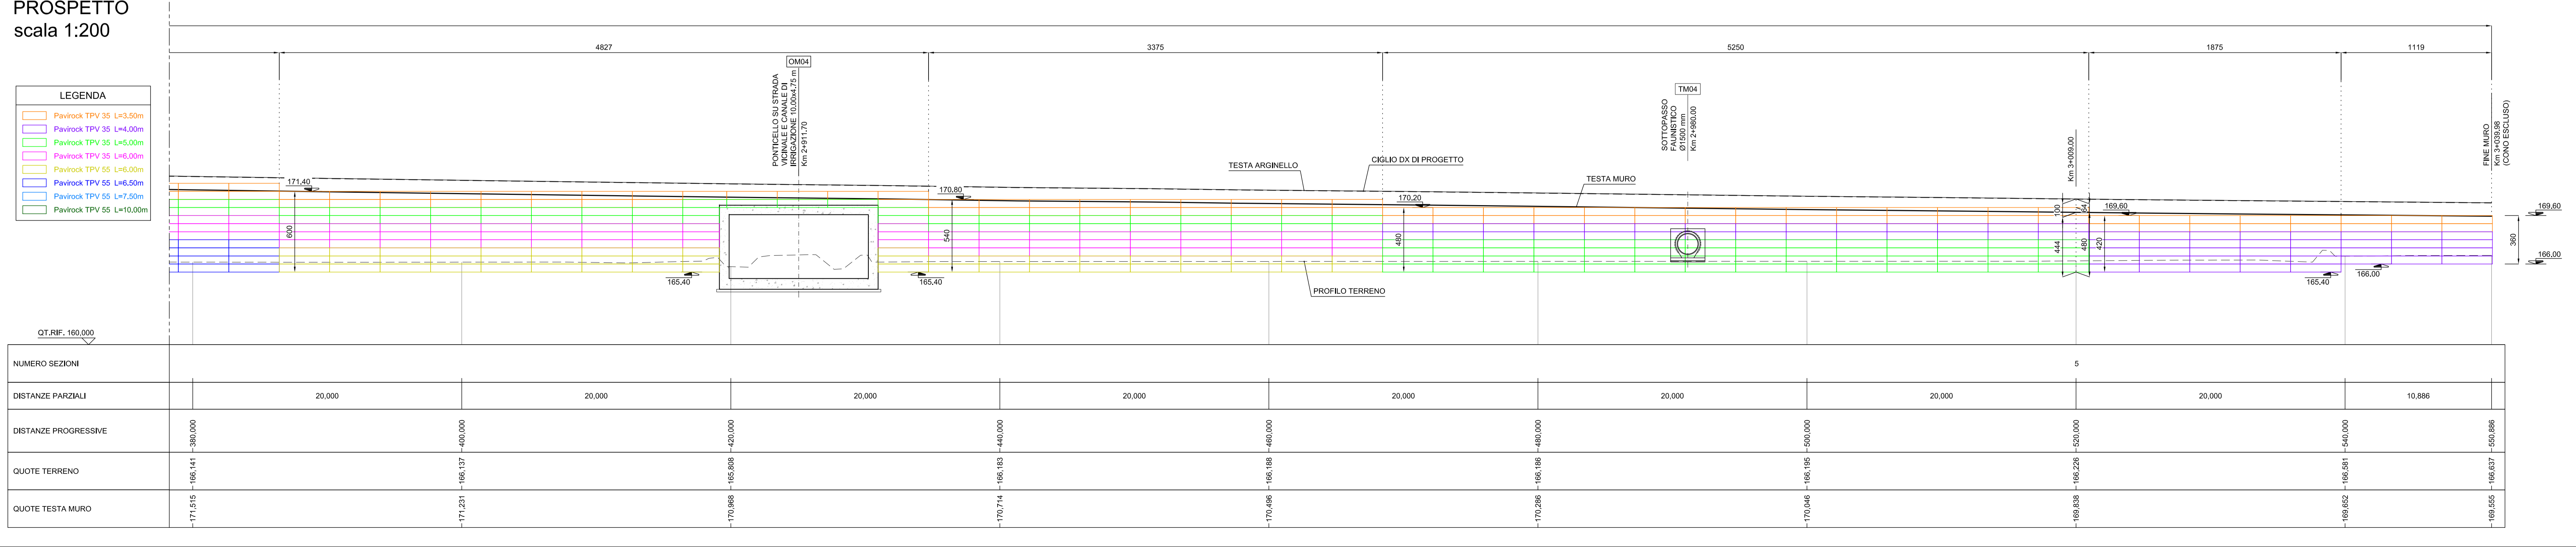 PROSPETTO
scala 1:200
4827
3375
5250
1875
1119
LEGENDA
Pavirock TPV 35 L=3,50m
Pavirock TPV 35 L=4,00m
Pavirock TPV 35 L=5,00m
Pavirock TPV 35 L=6,00m
Pavirock TPV 55 L=6,00m
Pavirock TPV 55 L=6,50m
Pavirock TPV 55 L=7,50m
Pavirock TPV 55 L=10,00m
OM04
PONTICELLO SU STRADA
VICINALE E CANALE DI
IRRIGAZIONE 10,00x4,75 m
Km 2+911.70
TM04
SOTTOPASSO
FAUNISTICO
Ø1500 mm
Km 2+980.00
Km 3+009,00
FINE MURO
Km 3+039,98
(CONO ESCLUSO)
TESTA ARGINELLO
CIGLIO DX DI PROGETTO
TESTA MURO
171,40
170,80
170,20
169,60
169,60
600
540
480
100
54
444
480
420
360
166,00
165,40
165,40
165,40
166,00
PROFILO TERRENO
QT.RIF. 160,000
NUMERO SEZIONI
5
DISTANZE PARZIALI
20,000 20,000 20,000 20,000 20,000 20,000 20,000 20,000 10,886
DISTANZE PROGRESSIVE
380,000 400,000 420,000 440,000 460,000 480,000 500,000 520,000 540,000 550,886
QUOTE TERRENO
166,141 166,137 165,808 166,183 166,188 166,186 166,195 166,226 166,581 166,637
QUOTE TESTA MURO
171,515 171,231 170,968 170,714 170,496 170,286 170,046 169,838 169,652 169,555